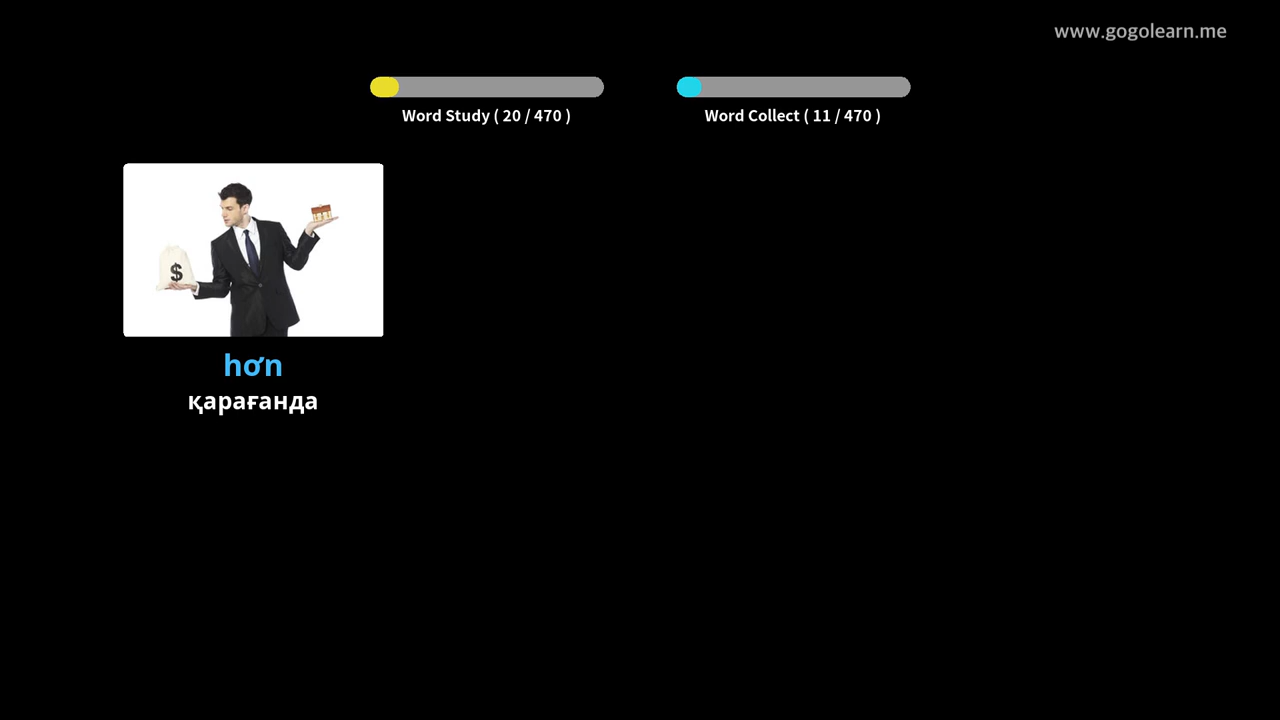 www.gogolearn.me
Word Study ( 20 / 470 )
Word Collect ( 11 / 470 )
$
hơn
қарағанда